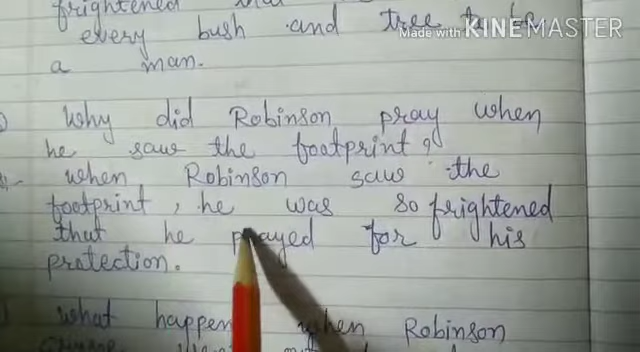 frightened that
every bush and tree to be
a man.
Made with KINEMASTER
Why did Robinson pray when
he saw the footprint?
when Robinson saw the
footprint, he was so frightened
that he prayed for his
protection.
what happen when Robinson